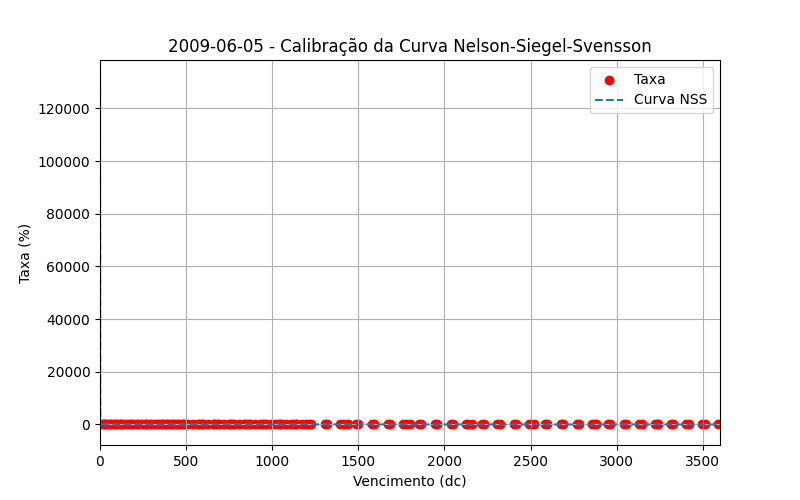 2009-06-05 - Calibração da Curva Nelson-Siegel-Svensson
Taxa
Curva NSS
120000
100000
80000
60000
40000
20000
0
Taxa (%)
0 500 1000 1500 2000 2500 3000 3500
Vencimento (dc)